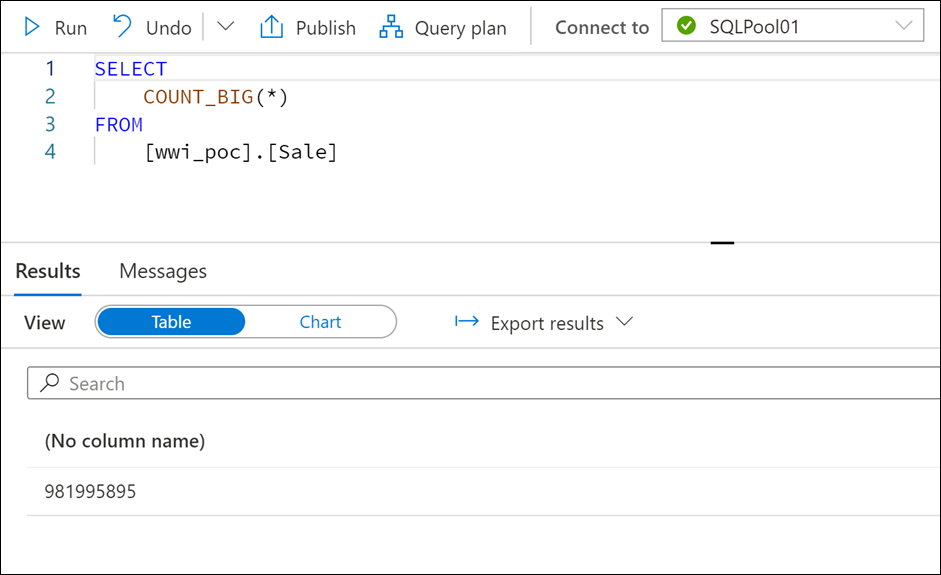 Run Undo Publish Query plan Connect to SQLPool01
1 SELECT
2 COUNT_BIG(*)
3 FROM
4 [wwi_poc].[Sale]
Results Messages
View Table Chart Export results
Search
(No column name)
981995895